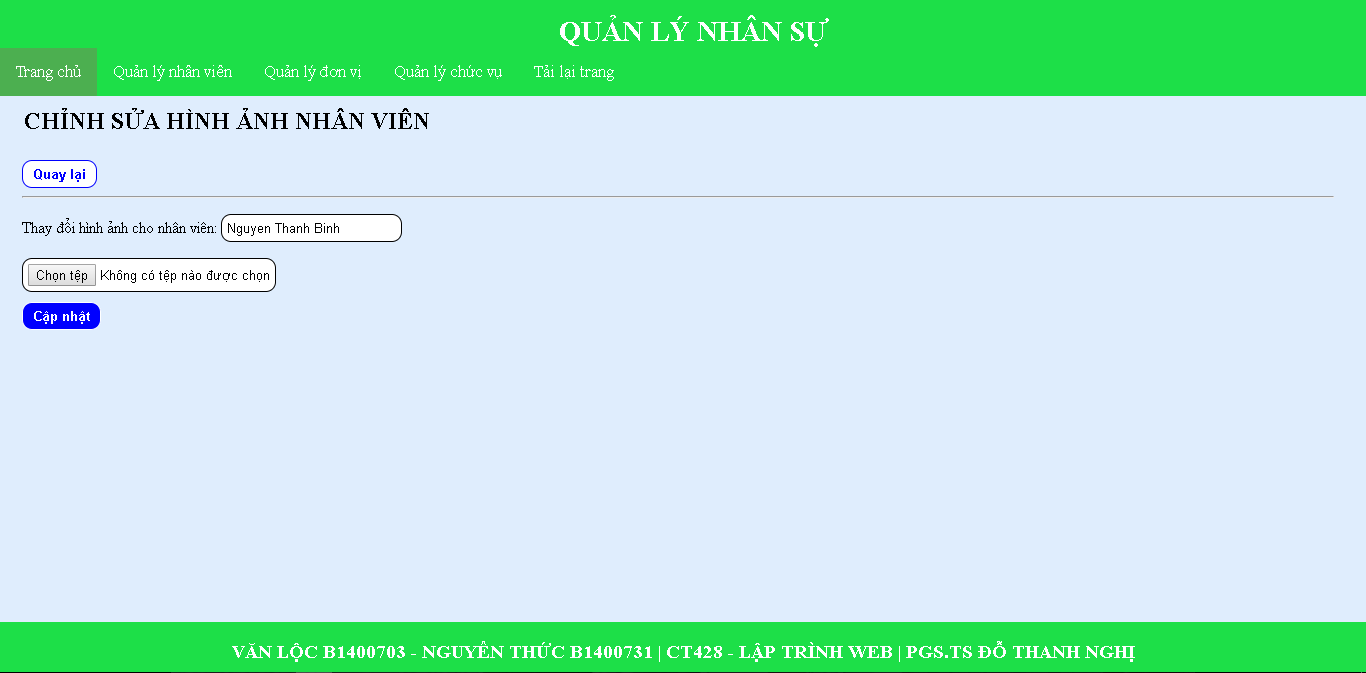 QUẢN LÝ NHÂN SỰ
Trang chủ Quản lý nhân viên Quản lý đơn vị Quản lý chức vụ Tải lại trang
CHỈNH SỬA HÌNH ẢNH NHÂN VIÊN
Quay lại
Thay đổi hình ảnh cho nhân viên: Nguyen Thanh Binh
Chọn tệp Không có tệp nào được chọn
Cập nhật
VĂN LỘC B1400703 - NGUYÊN THỨC B1400731 | CT428 - LẬP TRÌNH WEB | PGS.TS ĐỖ THANH NGHỊ